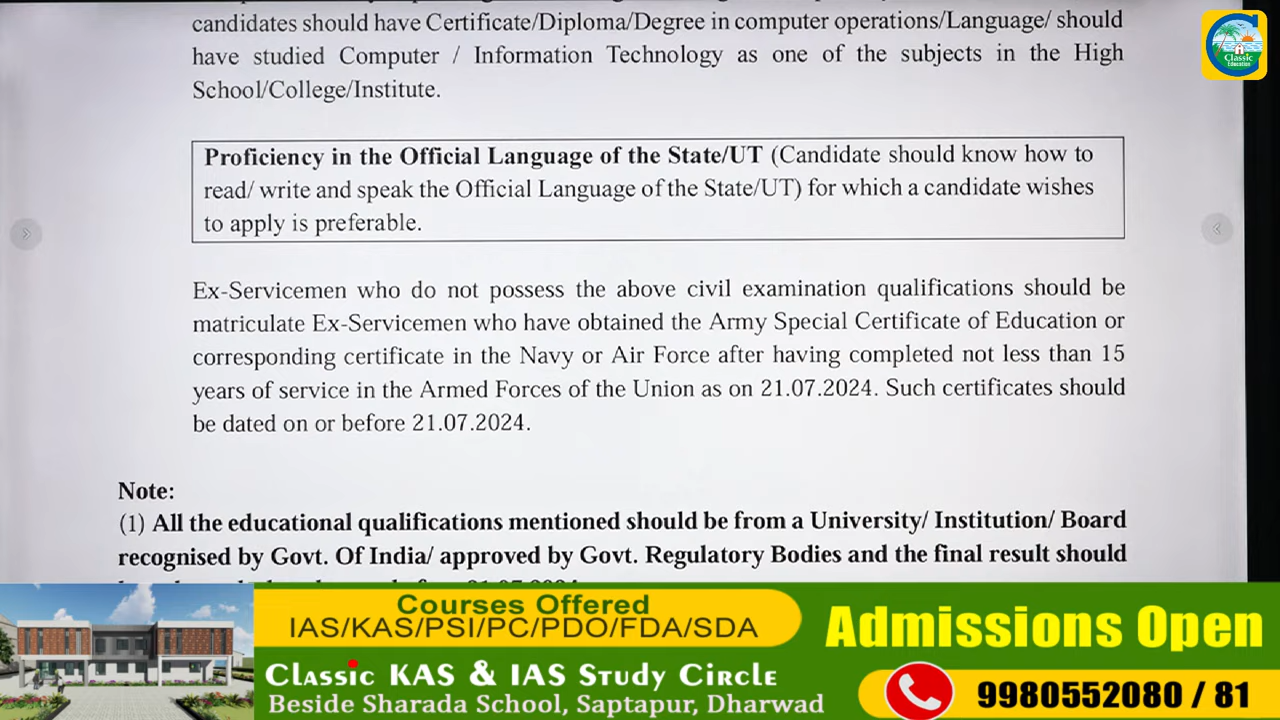 candidates should have Certificate/Diploma/Degree in computer operations/Language/ should
have studied Computer / Information Technology as one of the subjects in the High
School/College/Institute.
Classic
Education
Proficiency in the Official Language of the State/UT (Candidate should know how to
read/ write and speak the Official Language of the State/UT) for which a candidate wishes
to apply is preferable.
Ex-Servicemen who do not possess the above civil examination qualifications should be
matriculate Ex-Servicemen who have obtained the Army Special Certificate of Education or
corresponding certificate in the Navy or Air Force after having completed not less than 15
years of service in the Armed Forces of the Union as on 21.07.2024. Such certificates should
be dated on or before 21.07.2024.
Note:
(1) All the educational qualifications mentioned should be from a University/ Institution/ Board
recognised by Govt. Of India/ approved by Govt. Regulatory Bodies and the final result should
Courses Offered
IAS/KAS/PSI/PC/PDO/FDA/SDA
Classic KAS & IAS Study Circle
Beside Sharada School, Saptapur, Dharwad
Admissions Open
9980552080 / 81